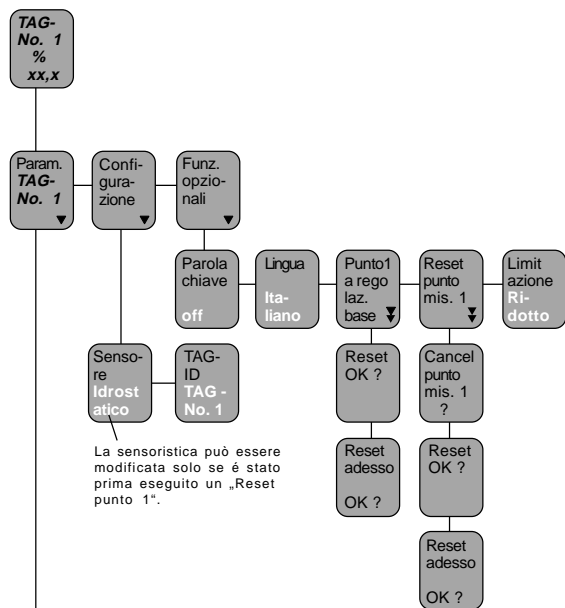 TAG-
No. 1
%
xx,x
Param.
TAG-
No. 1
Confi-
gura-
zione
Funz.
opzio-
nali
Parola
chiave
off
Lingua
Ita-
liano
Punto1
a rego
laz.
base
Reset
punto
mis. 1
Limit
azione
Ri-
dotto
Senso-
re
Idrost
atico
TAG-
ID
TAG -
No. 1
Reset
OK ?
Cancel
punto
mis. 1
?
La sensoristica può essere
modificata solo se é stato
prima eseguito un „Reset
punto 1“.
Reset
adesso
OK ?
Reset
OK ?
Reset
adesso
OK ?